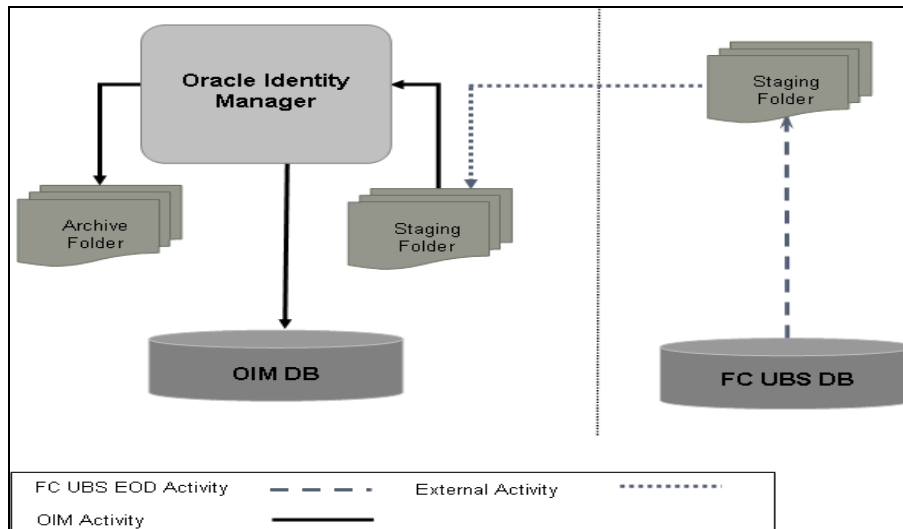 Oracle Identity
Manager
Staging
Folder
Archive
Folder
Staging
Folder
OIM DB
FC UBS DB
FC UBS EOD Activity
External Activity
OIM Activity